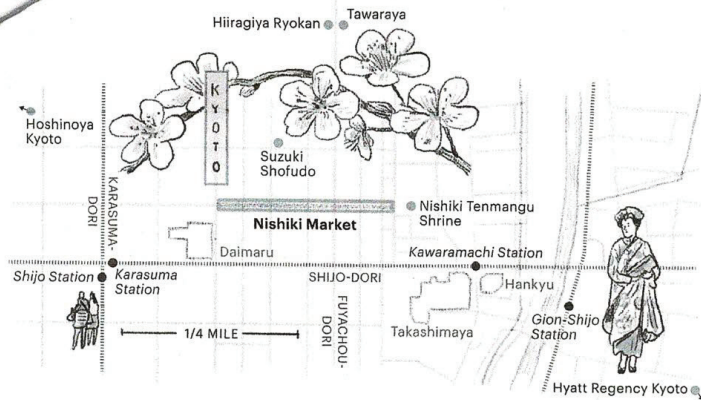 Hiiragiya Ryokan
Tawaraya
KYOTO
Hoshinoya
Kyoto
Suzuki
Shofudo
KARASUMA-
DORI
Nishiki Market
Nishiki Tenmangu
Shrine
Daimaru
Kawaramachi Station
Shijo Station
Karasuma
Station
SHIJO-DORI
Hankyu
FUYACHOU-
DORI
Takashimaya
Gion-Shijo
Station
1/4 MILE
Hyatt Regency Kyoto